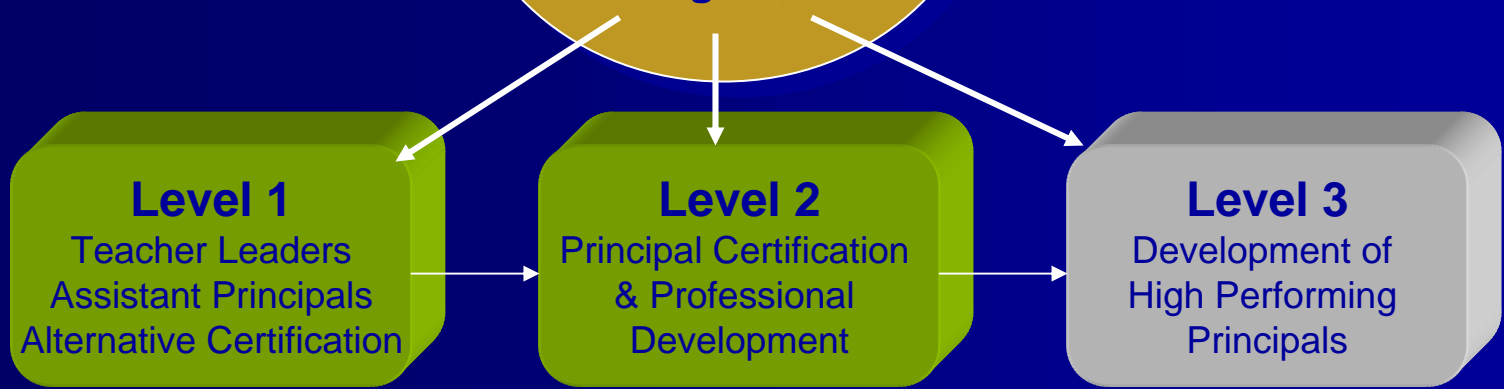 Level 1
Teacher Leaders
Assistant Principals
Alternative Certification
Level 2
Principal Certification
& Professional
Development
Level 3
Development of
High Performing
Principals